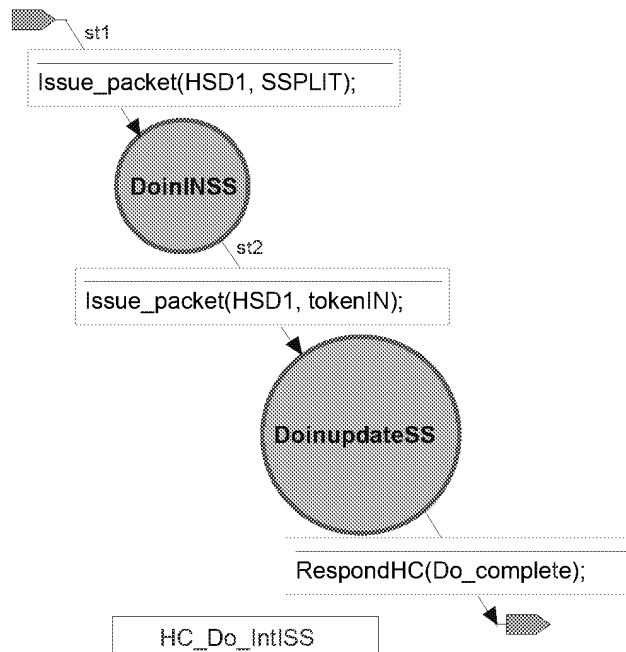 st1
Issue_packet(HSD1, SSPLIT);
DoinINSS
st2
Issue_packet(HSD1, tokenIN);
DoinupdateSS
RespondHC(Do_complete);
HC_Do_IntISS